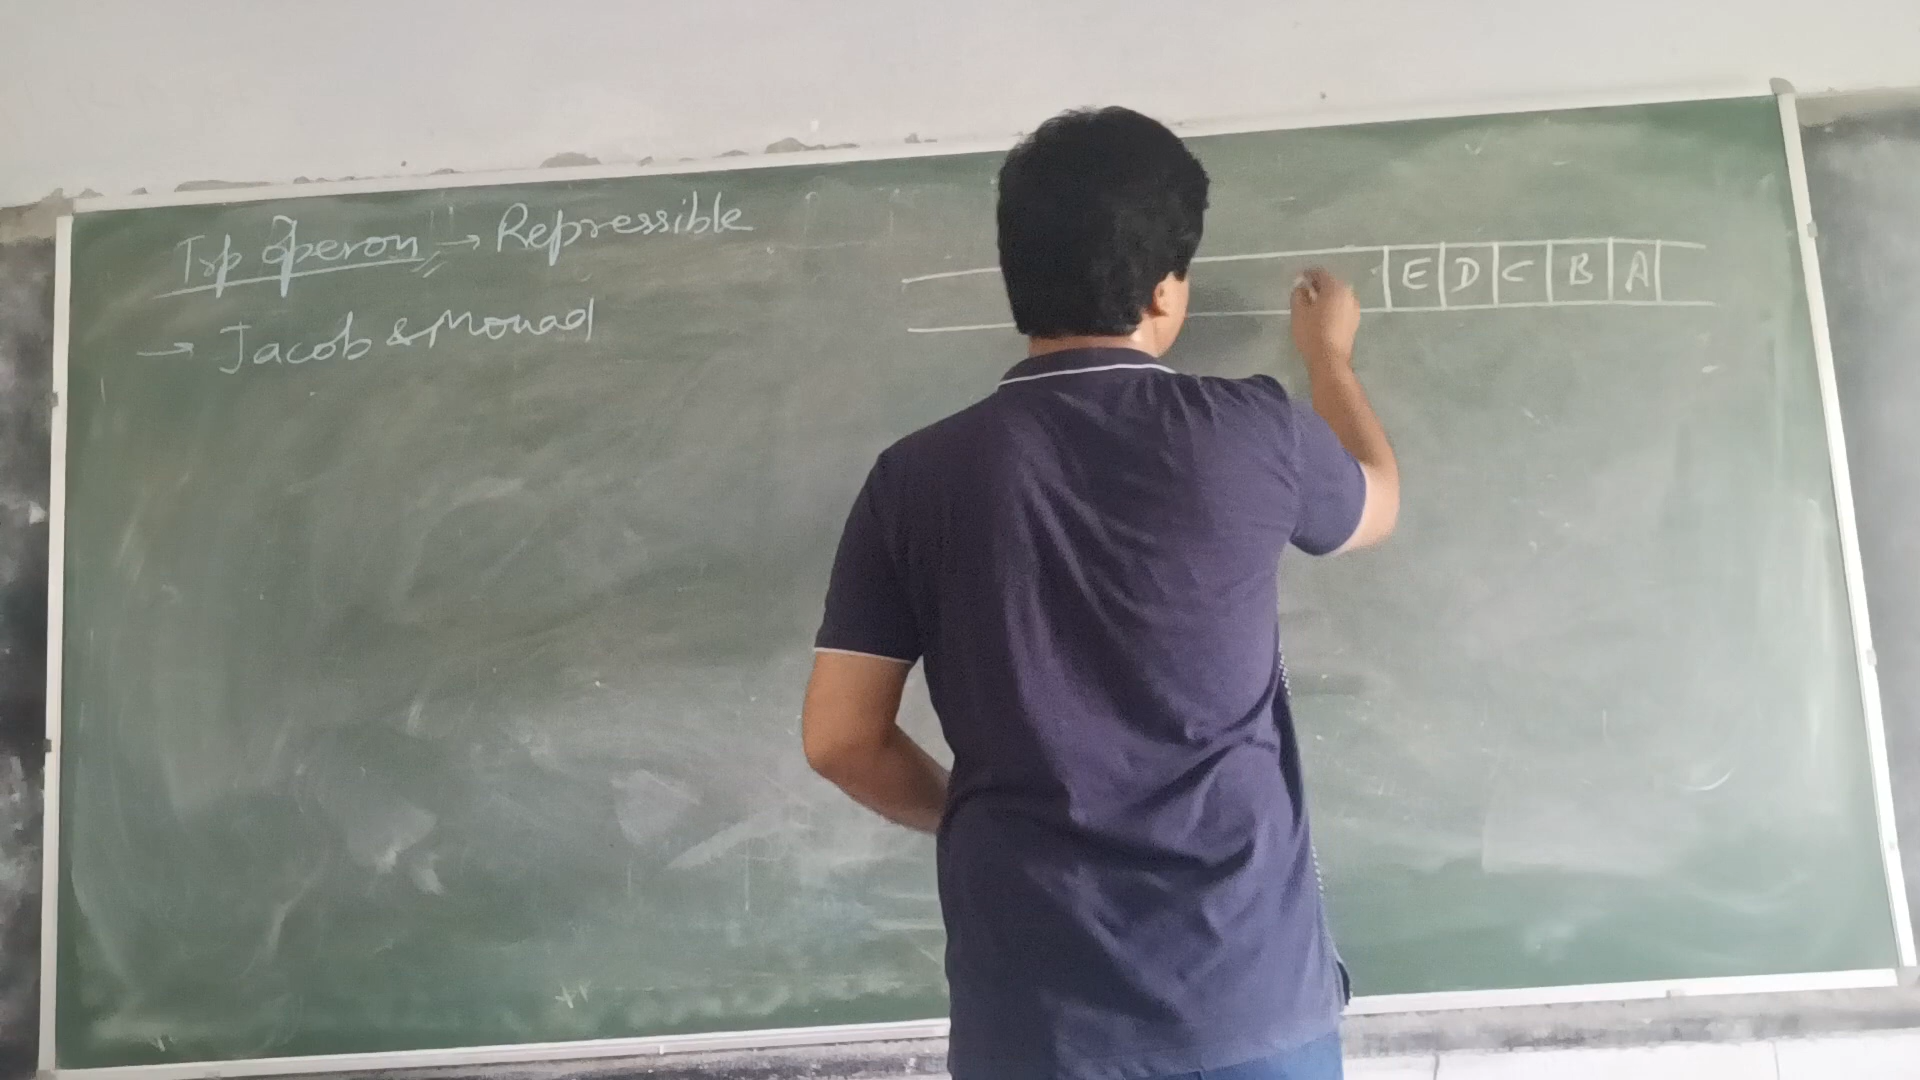 Trp operon → Repressible
→ Jacob & Monad
E D C B A